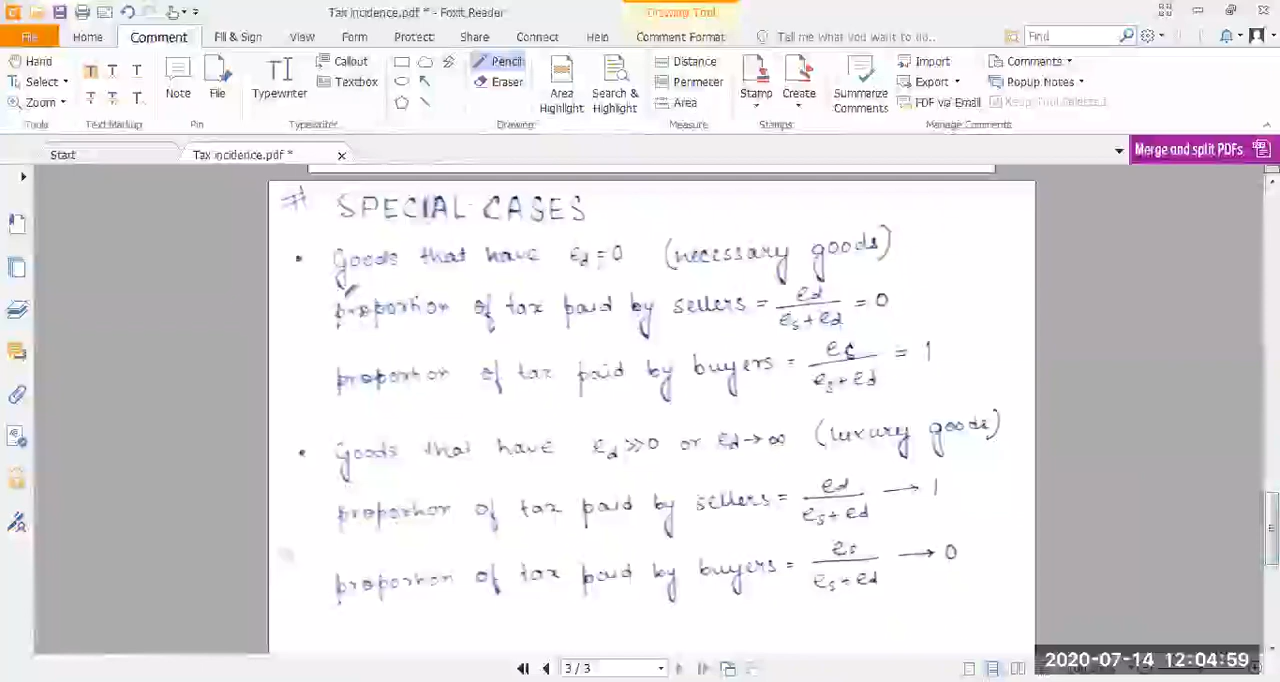 Tax incidence.pdf * - Foxit Reader
Drawing Tool
File Home Comment Fill & Sign View Form Protect Share Connect Help Comment Format Tell me what you want to do.. Find
Hand Callout Pencil Distance Import Comments
Select Note File Typewriter Textbox Eraser Area Highlight Search & Highlight Perimeter Stamp Create Summarize Comments Export Popup Notes
Zoom Area PDF via Email Keep Tool Selected
Tools Text Markup Pin Typewriter Drawing Measure Stamps Manage Comments
Start Tax incidence.pdf * Merge and split PDFs
# SPECIAL CASES
• Goods that have ed = 0 (necessary goods)
proportion of tax paid by sellers = ed / es + ed = 0
proportion of tax paid by buyers = es / es + ed = 1
• Goods that have ed >> 0 or ed → ∞ (luxury goods)
proportion of tax paid by sellers = ed / es + ed → 1
proportion of tax paid by buyers = es / es + ed → 0
3 / 3
2020-07-14 12:04:59